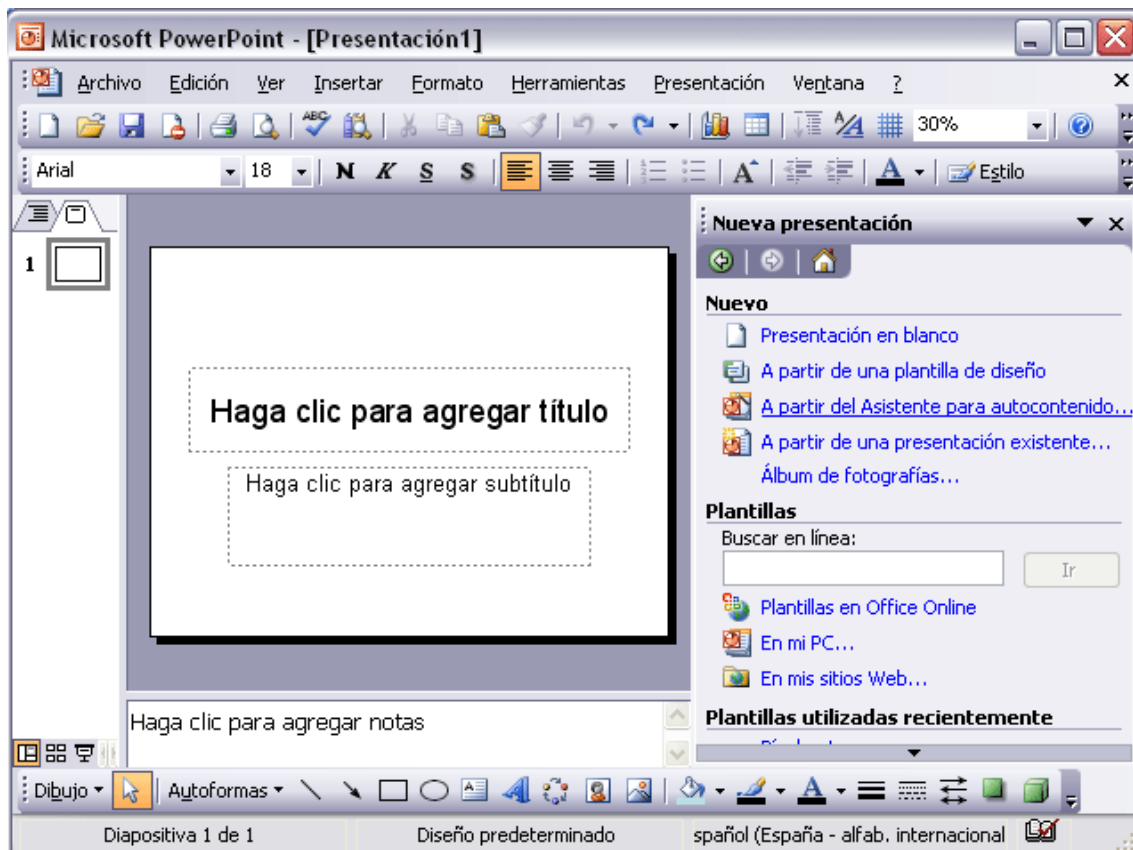 Microsoft PowerPoint - [Presentación1]
Archivo Edición Ver Insertar Formato Herramientas Presentación Ventana ?
ABC 30%
Arial 18 N K S S A A Estilo
Nueva presentación
1
Nuevo
Presentación en blanco
A partir de una plantilla de diseño
A partir del Asistente para autocontenido...
A partir de una presentación existente...
Álbum de fotografías...
Haga clic para agregar título
Haga clic para agregar subtítulo
Plantillas
Buscar en línea:
Ir
Plantillas en Office Online
En mi PC...
En mis sitios Web...
Plantillas utilizadas recientemente
Haga clic para agregar notas
Dibujo Autoformas A
Diapositiva 1 de 1 Diseño predeterminado spañol (España - alfab. internacional